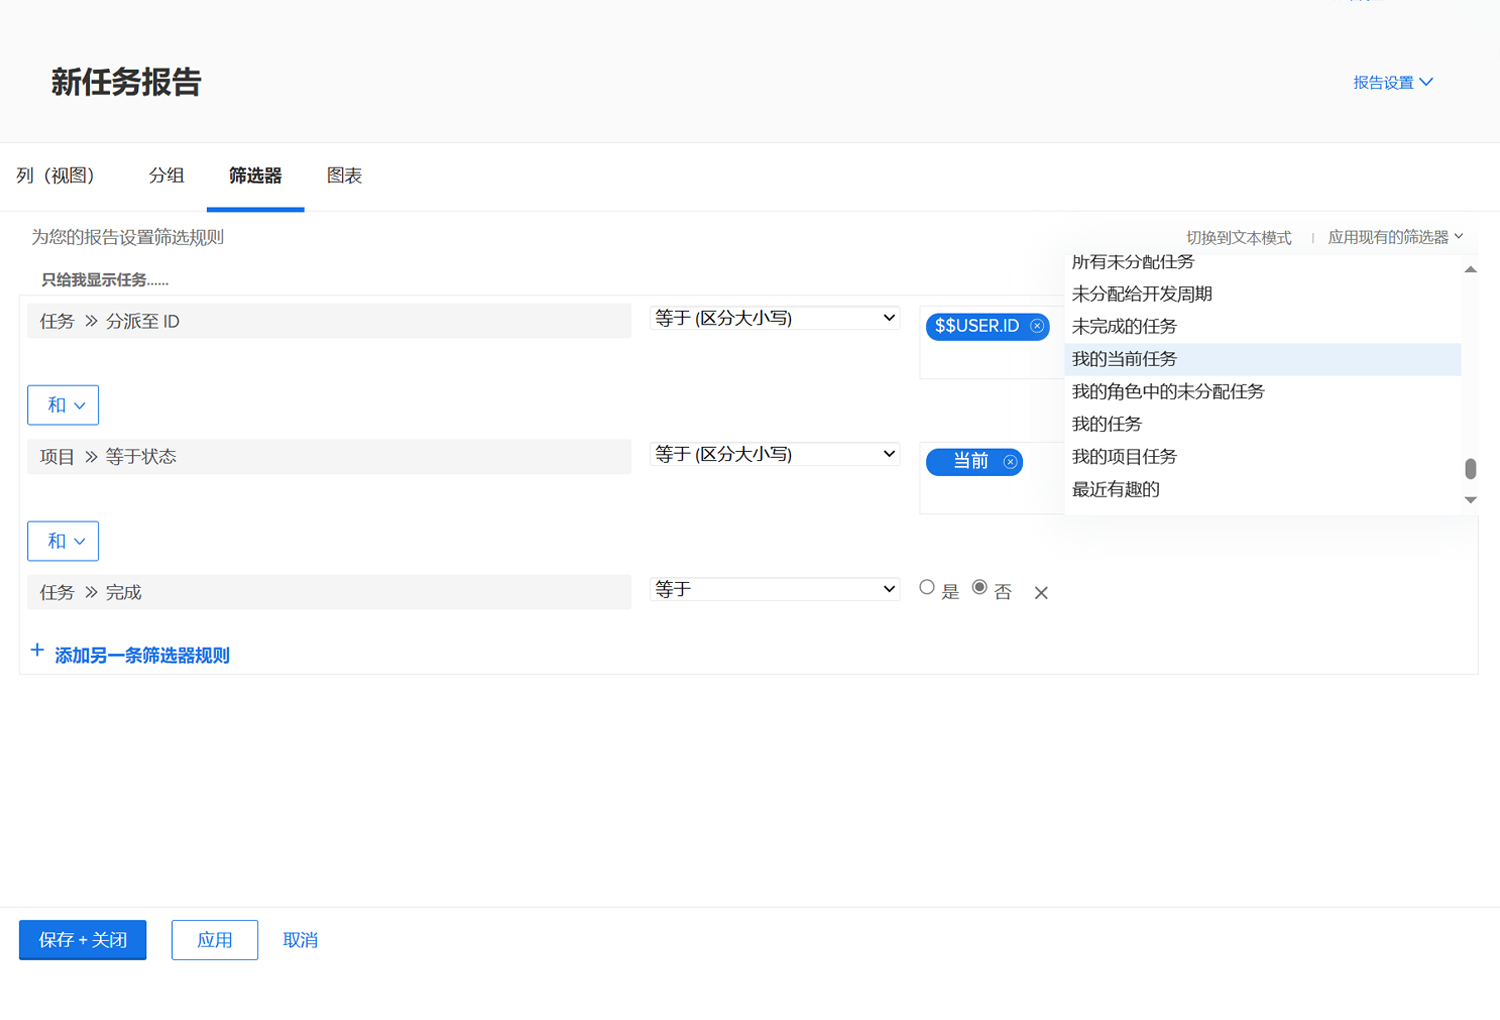 新任务报告
报告设置
列（视图）
分组
筛选器
图表
为您的报告设置筛选规则
切换到文本模式
应用现有的筛选器
只给我显示任务......
所有未分配任务
未分配给开发周期
未完成的任务
我的当前任务
我的角色中的未分配任务
我的任务
我的项目任务
最近有趣的
任务 » 分派至 ID
等于 (区分大小写)
$$USER.ID
和
项目 » 等于状态
等于 (区分大小写)
当前
和
任务 » 完成
等于
是
否
+ 添加另一条筛选器规则
保存 + 关闭
应用
取消